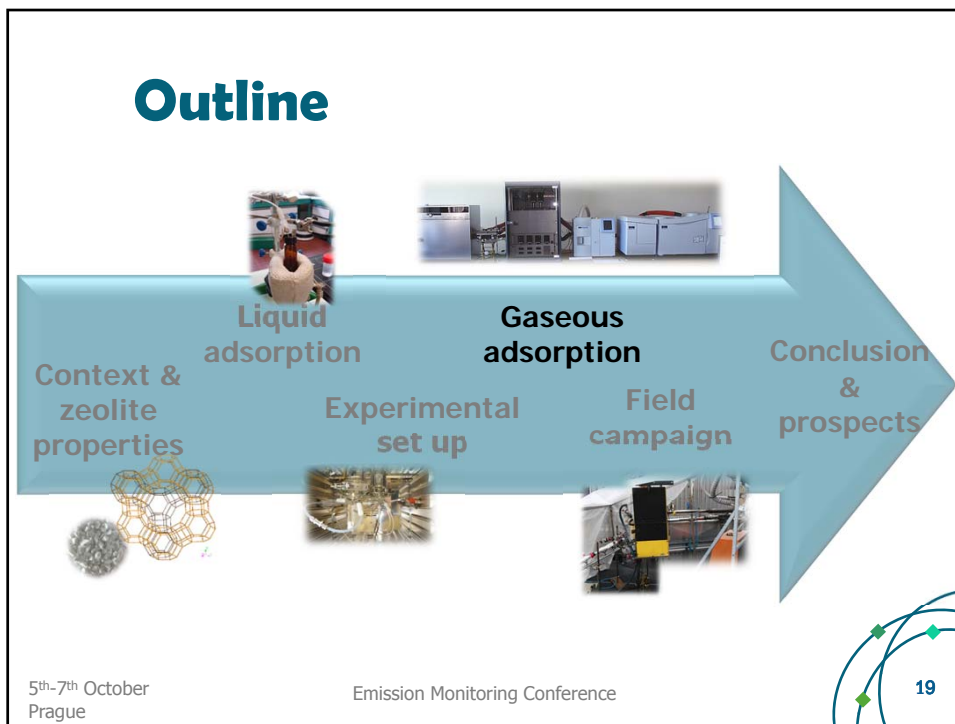 Outline
Context &
zeolite
properties
Liquid
adsorption
Experimental
set up
Gaseous
adsorption
Field
campaign
Conclusion
&
prospects
5th-7th October
Prague
Emission Monitoring Conference
19